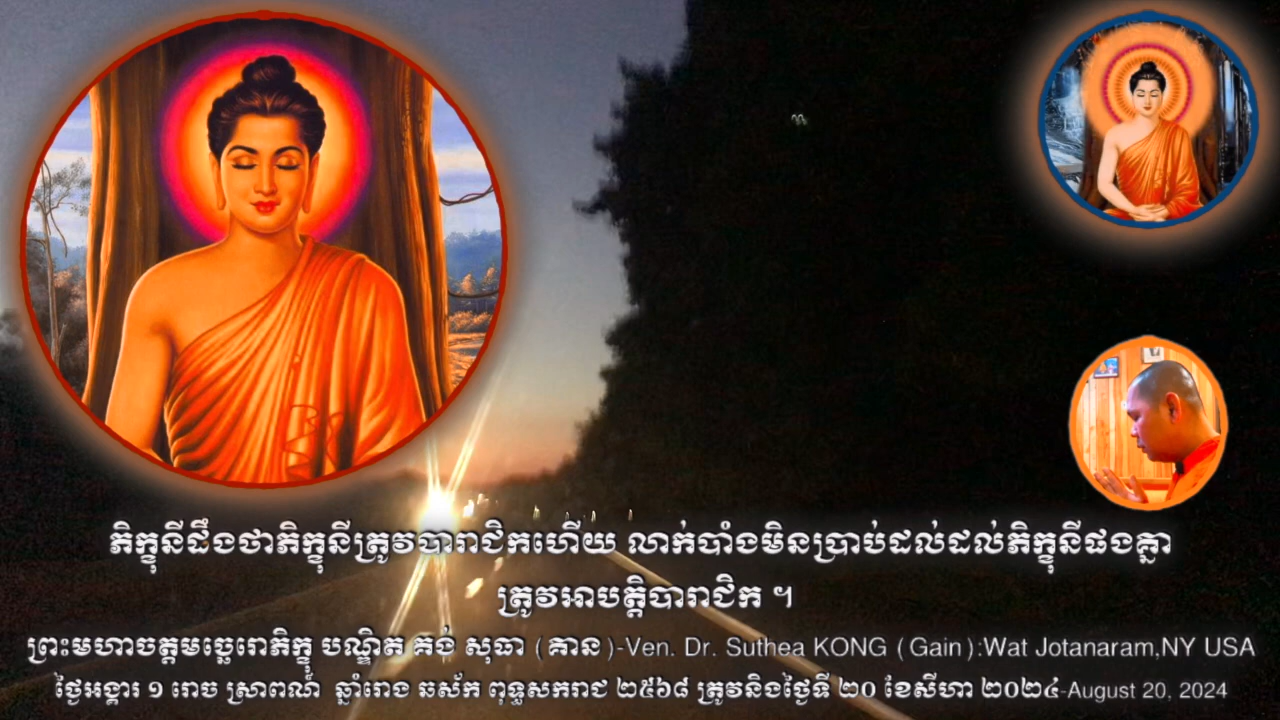 ភិក្ខុនីដឹងថាភិក្ខុនីត្រូវបារាជិកហើយ លាក់បាំងមិនប្រាប់ដល់ដល់ភិក្ខុនីផងគ្នា
ត្រូវអាបត្តិបារាជិក ។
ព្រះមហាចត្តមច្ឆេរោភិក្ខុ បណ្ឌិត គង់ សុធា (គាន)-Ven. Dr. Suthea KONG (Gain):Wat Jotanaram,NY USA
ថ្ងៃអង្គារ ១ រោច ស្រាពណ៍ ឆ្នាំរោង ឆស័ក ពុទ្ធសករាជ ២៥៦៨ ត្រូវនិងថ្ងៃទី ២០ ខែសីហា ២០២៤-August 20, 2024